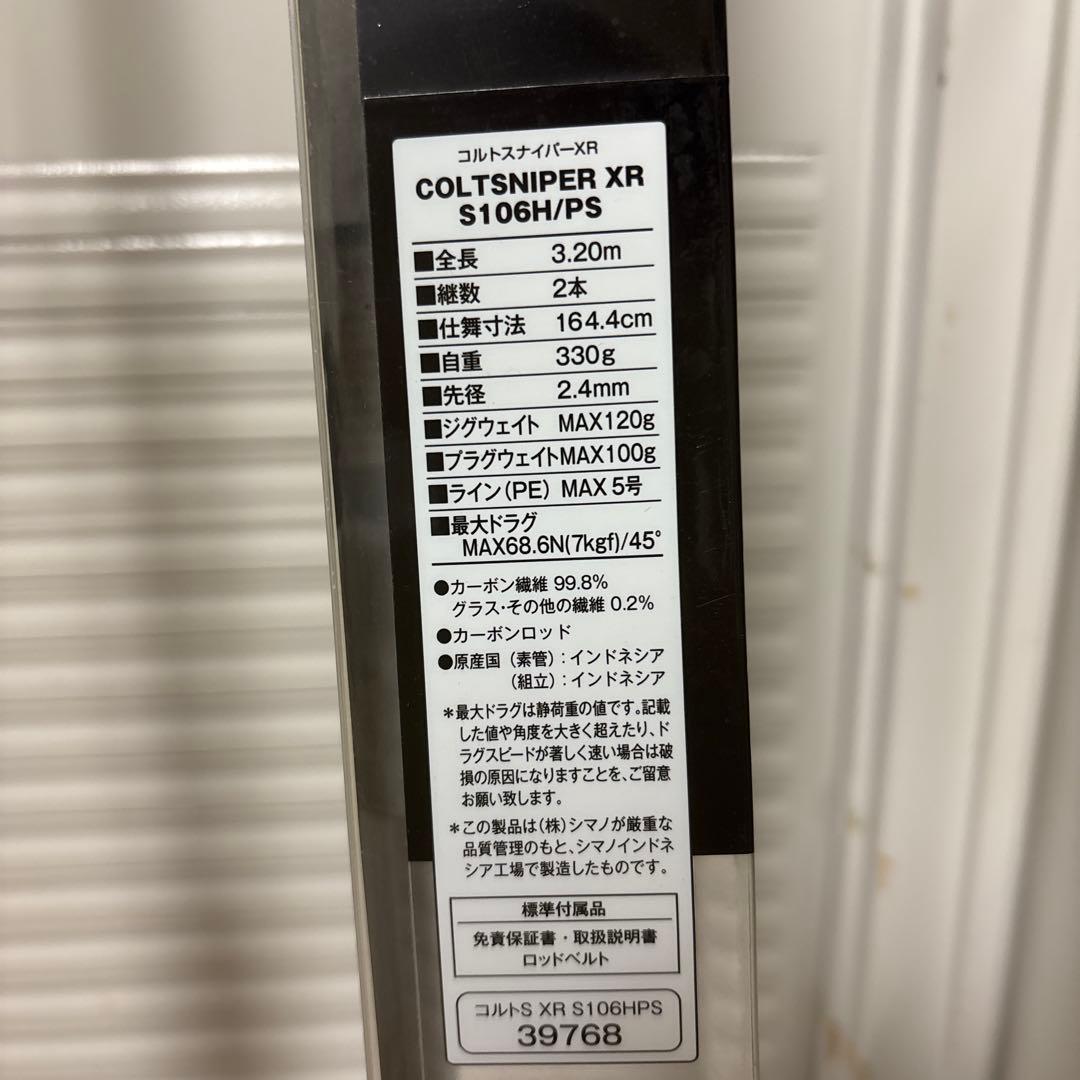 コルトスナイパーXR
COLTSNIPER XR
S106H/PS
■全長 3.20m
■継数 2本
■仕舞寸法 164.4cm
■自重 330g
■先径 2.4mm
■ジグウェイト MAX120g
■プラグウェイトMAX100g
■ライン(PE) MAX 5号
■最大ドラグ
MAX68.6N(7kgf)/45°
●カーボン繊維 99.8%
グラス・その他の繊維 0.2%
●カーボンロッド
●原産国(素管):インドネシア
(組立):インドネシア
*最大ドラグは静荷重の値です。記載
した値や角度を大きく超えたり、ド
ラグスピードが著しく速い場合は破
損の原因になりますことを、ご留意
お願い致します。
*この製品は(株)シマノが厳重な
品質管理のもと、シマノインドネ
シア工場で製造したものです。
標準付属品
免責保証書・取扱説明書
ロッドベルト
コルトS XR S106HPS
39768